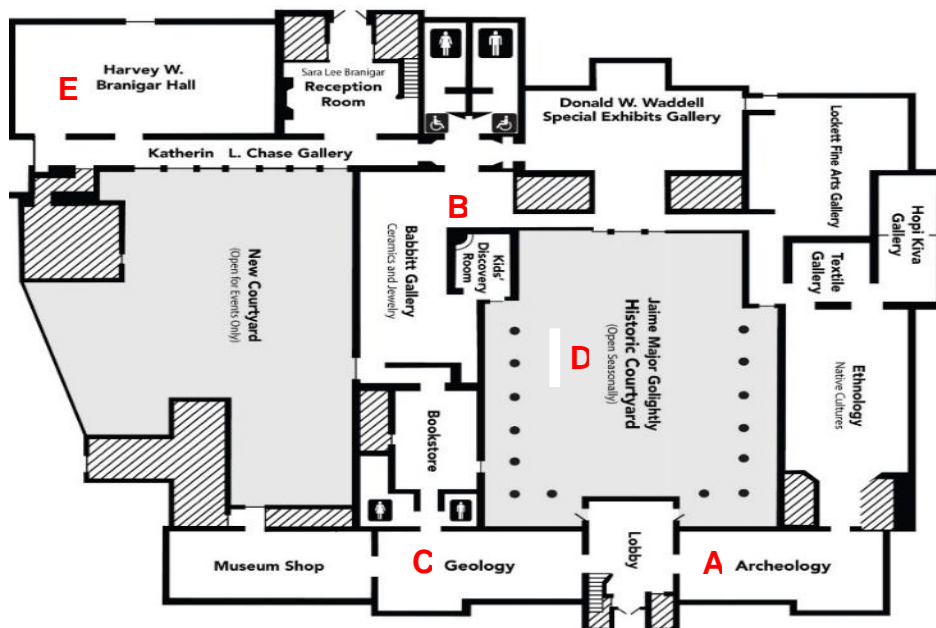 E
Harvey W.
Branigar Hall
Sara Lee Branigar
Reception
Room
Donald W. Waddell
Special Exhibits Gallery
Lockett Fine Arts Gallery
Katherin L. Chase Gallery
B
Hopi Kiva
Gallery
Babbitt Gallery
Ceramics and Jewelry
Kids'
Discovery
Room
Textile
Gallery
New Courtyard
(Open for Events Only)
D
Jaime Major Golightly
Historic Courtyard
(Open Seasonally)
Ethnology
Native Cultures
Bookstore
Museum Shop
C
Geology
Lobby
A
Archeology